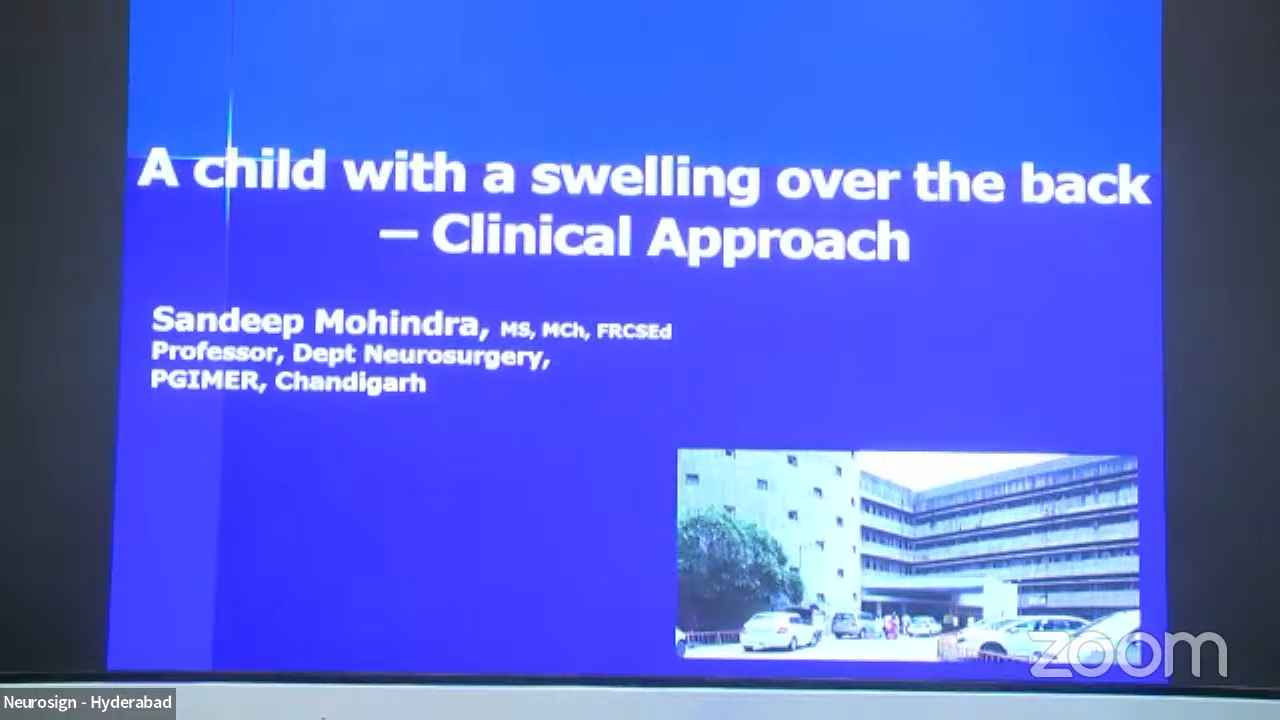 A child with a swelling over the back
– Clinical Approach
Sandeep Mohindra, MS, MCh, FRCSEd
Professor, Dept Neurosurgery,
PGIMER, Chandigarh
zoom
Neurosign - Hyderabad